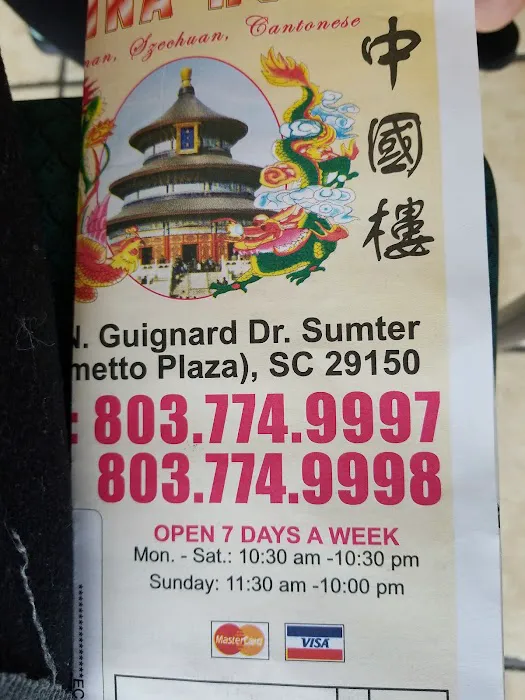 nan, Szechuan, Cantonese
中國樓
N. Guignard Dr. Sumter
metto Plaza), SC 29150
: 803.774.9997
803.774.9998
OPEN 7 DAYS A WEEK
Mon. - Sat.: 10:30 am -10:30 pm
Sunday: 11:30 am -10:00 pm
MasterCard
VISA